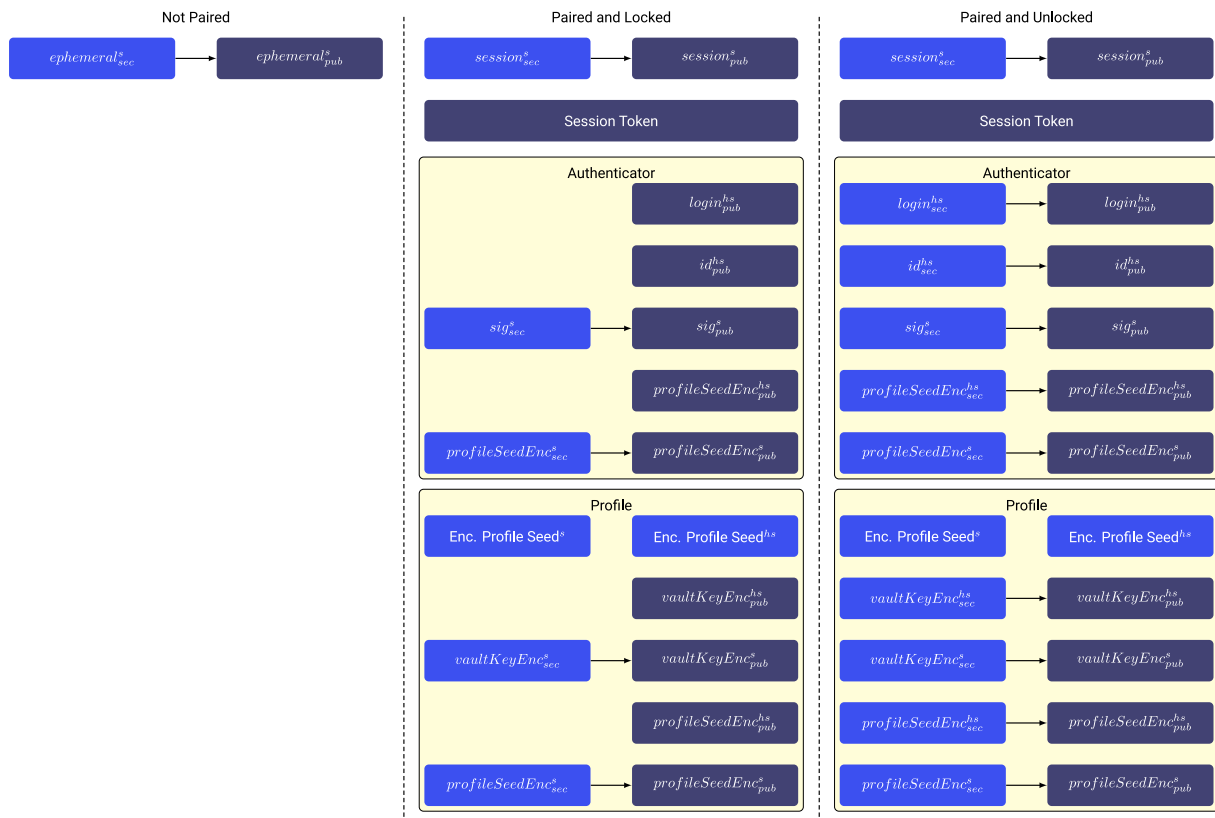 Not Paired
Paired and Locked
Paired and Unlocked
ephemeral^s_sec
ephemeral^s_pub
session^s_sec
session^s_pub
session^s_sec
session^s_pub
Session Token
Session Token
Authenticator
Authenticator
login^hs_pub
login^hs_sec
login^hs_pub
id^hs_pub
id^hs_sec
id^hs_pub
sig^s_sec
sig^s_pub
sig^s_sec
sig^s_pub
profileSeedEnc^hs_pub
profileSeedEnc^hs_sec
profileSeedEnc^hs_pub
profileSeedEnc^s_sec
profileSeedEnc^s_pub
profileSeedEnc^s_sec
profileSeedEnc^s_pub
Profile
Profile
Enc. Profile Seed^s
Enc. Profile Seed^hs
Enc. Profile Seed^s
Enc. Profile Seed^hs
vaultKeyEnc^hs_pub
vaultKeyEnc^hs_sec
vaultKeyEnc^hs_pub
vaultKeyEnc^s_sec
vaultKeyEnc^s_pub
vaultKeyEnc^s_sec
vaultKeyEnc^s_pub
profileSeedEnc^hs_pub
profileSeedEnc^hs_sec
profileSeedEnc^hs_pub
profileSeedEnc^s_sec
profileSeedEnc^s_pub
profileSeedEnc^s_sec
profileSeedEnc^s_pub